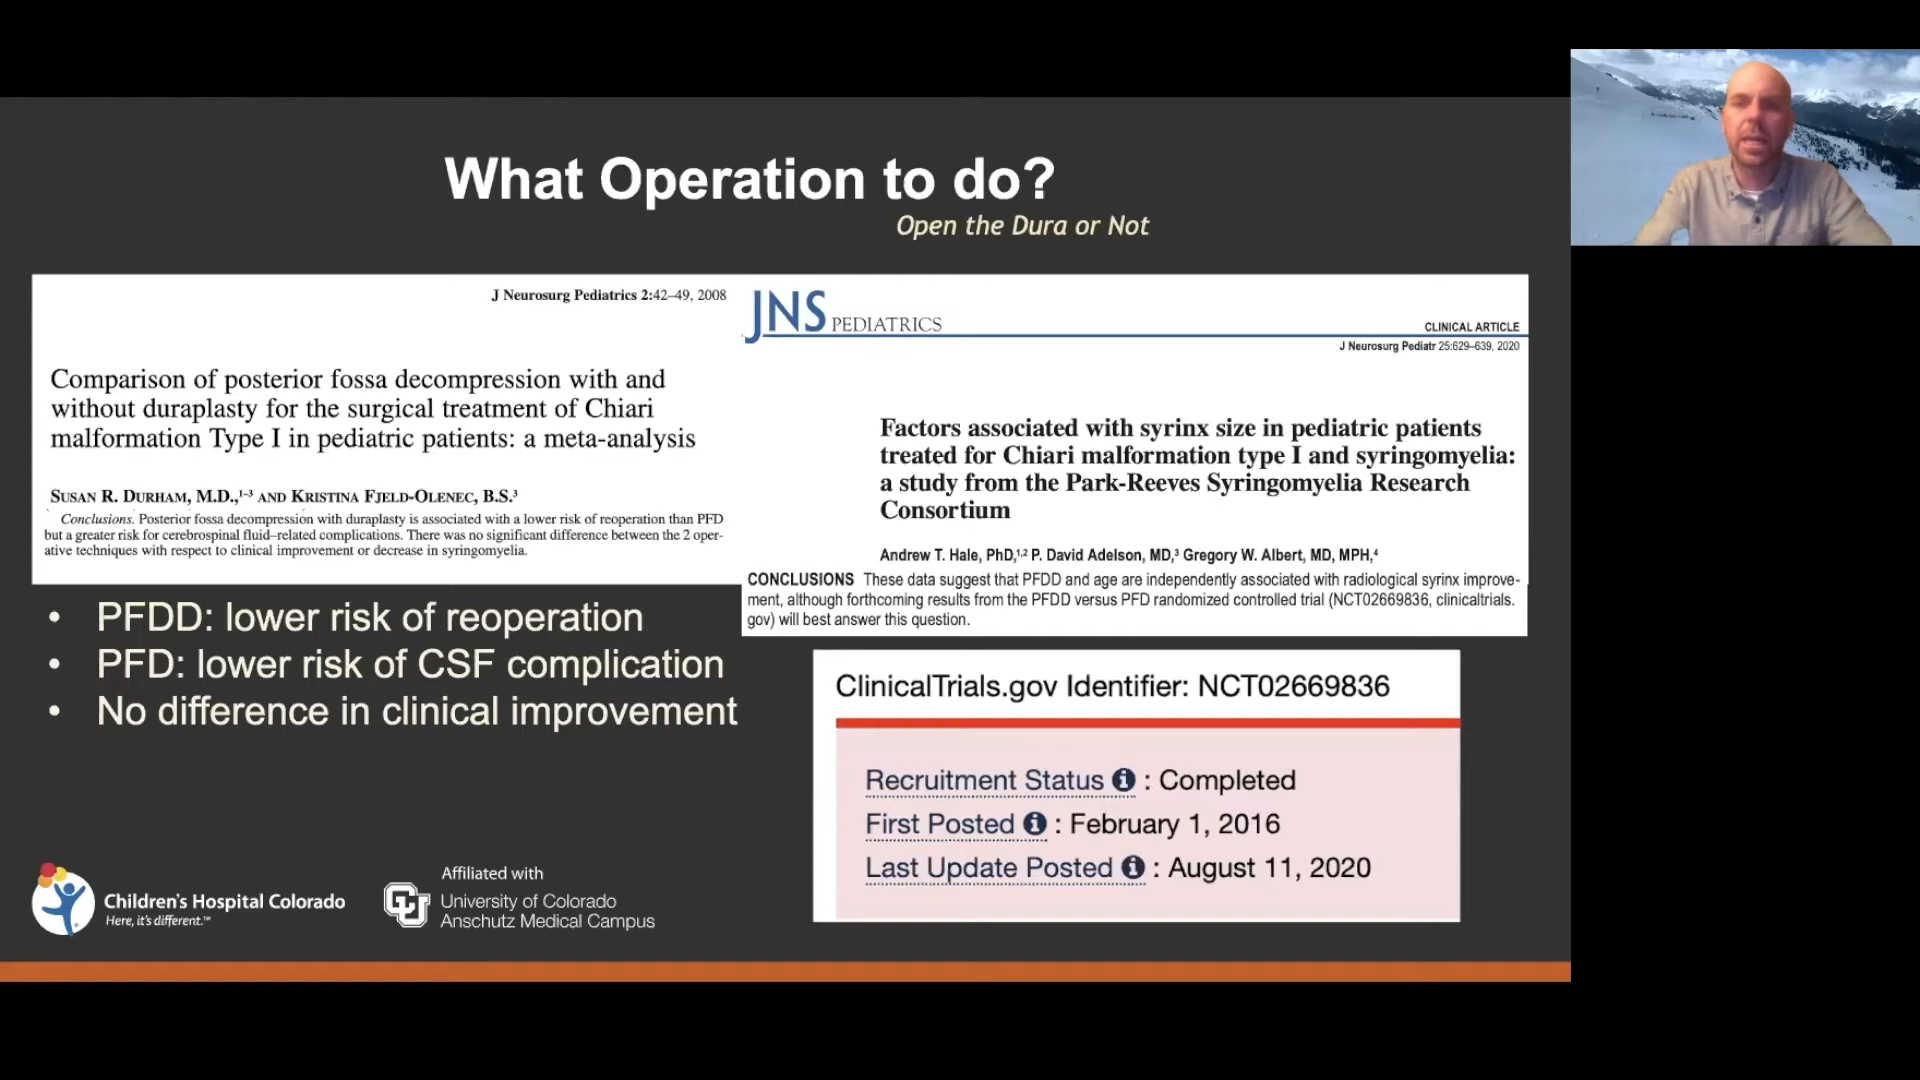 What Operation to do?
Open the Dura or Not
J Neurosurg Pediatrics 2:42–49, 2008
Comparison of posterior fossa decompression with and
without duraplasty for the surgical treatment of Chiari
malformation Type I in pediatric patients: a meta-analysis
SUSAN R. DURHAM, M.D.,1–3 AND KRISTINA FJELD-OLENEC, B.S.3
Conclusions. Posterior fossa decompression with duraplasty is associated with a lower risk of reoperation than PFD
but a greater risk for cerebrospinal fluid–related complications. There was no significant difference between the 2 oper-
ative techniques with respect to clinical improvement or decrease in syringomyelia.
JNS PEDIATRICS
CLINICAL ARTICLE
J Neurosurg Pediatr 25:629–639, 2020
Factors associated with syrinx size in pediatric patients
treated for Chiari malformation type I and syringomyelia:
a study from the Park-Reeves Syringomyelia Research
Consortium
Andrew T. Hale, PhD,1,2 P. David Adelson, MD,3 Gregory W. Albert, MD, MPH,4
CONCLUSIONS These data suggest that PFDD and age are independently associated with radiological syrinx improve-
ment, although forthcoming results from the PFDD versus PFD randomized controlled trial (NCT02669836, clinicaltrials.
gov) will best answer this question.
• PFDD: lower risk of reoperation
• PFD: lower risk of CSF complication
• No difference in clinical improvement
ClinicalTrials.gov Identifier: NCT02669836
Recruitment Status : Completed
First Posted : February 1, 2016
Last Update Posted : August 11, 2020
Children's Hospital Colorado
Here, it's different.™
Affiliated with
University of Colorado
Anschutz Medical Campus